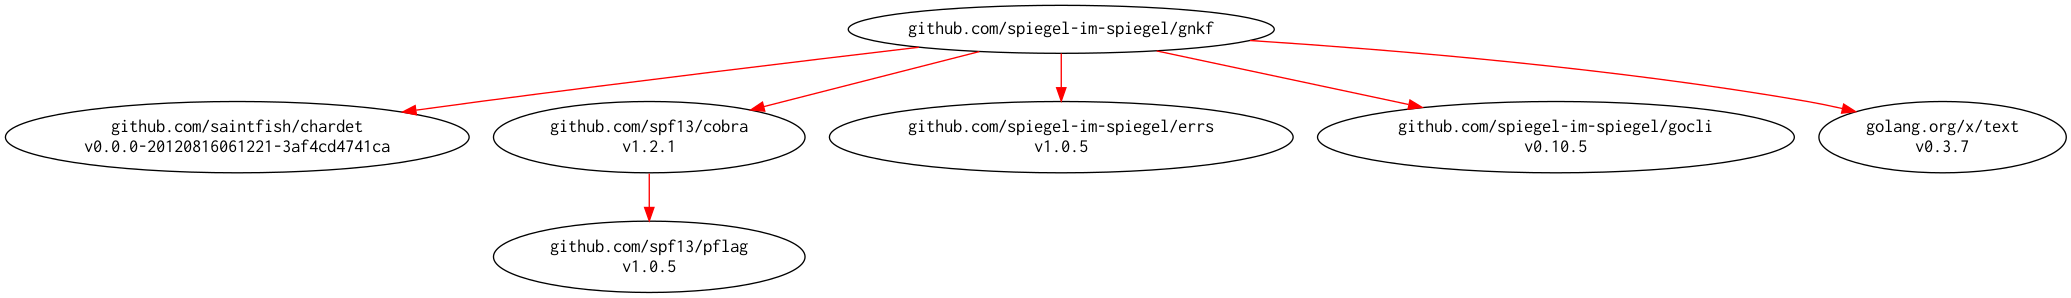 github.com/spiegel-im-spiegel/gnkf
github.com/saintfish/chardet
v0.0.0-20120816061221-3af4cd4741ca
github.com/spf13/cobra
v1.2.1
github.com/spiegel-im-spiegel/errs
v1.0.5
github.com/spiegel-im-spiegel/gocli
v0.10.5
golang.org/x/text
v0.3.7
github.com/spf13/pflag
v1.0.5